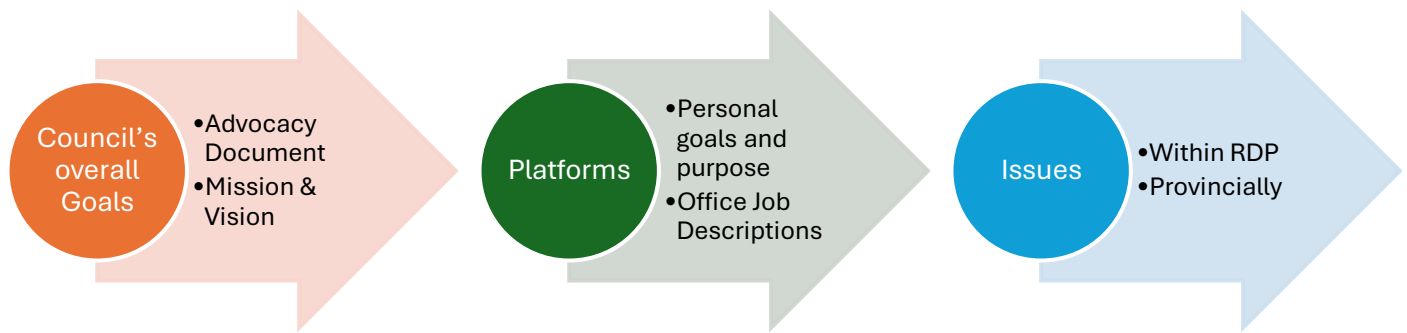 Council’s
overall
Goals
•Advocacy
Document
•Mission &
Vision
Platforms
•Personal
goals and
purpose
•Office Job
Descriptions
Issues
•Within RDP
•Provincially